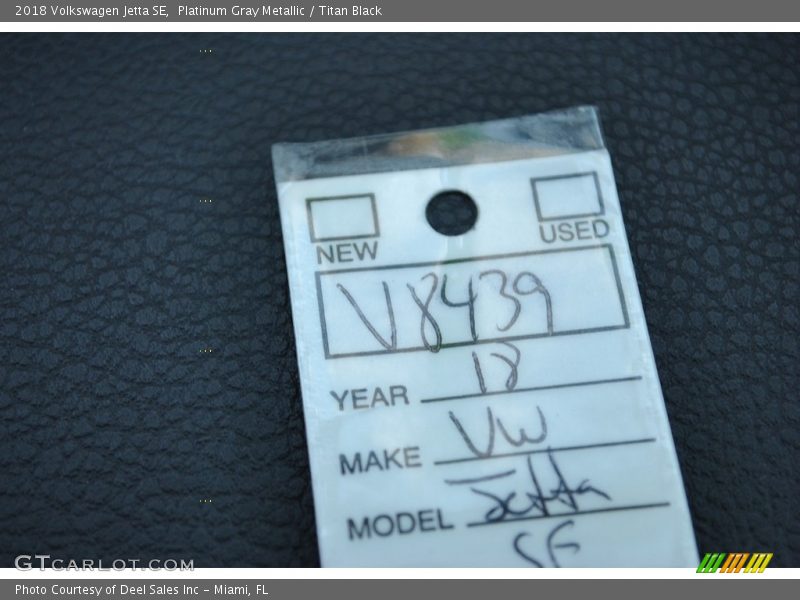 2018 Volkswagen Jetta SE,  Platinum Gray Metallic / Titan Black
NEW
USED
V8439
YEAR 18
MAKE VW
MODEL Jetta
SE
GTCARLOT.COM
Photo Courtesy of Deel Sales Inc - Miami, FL